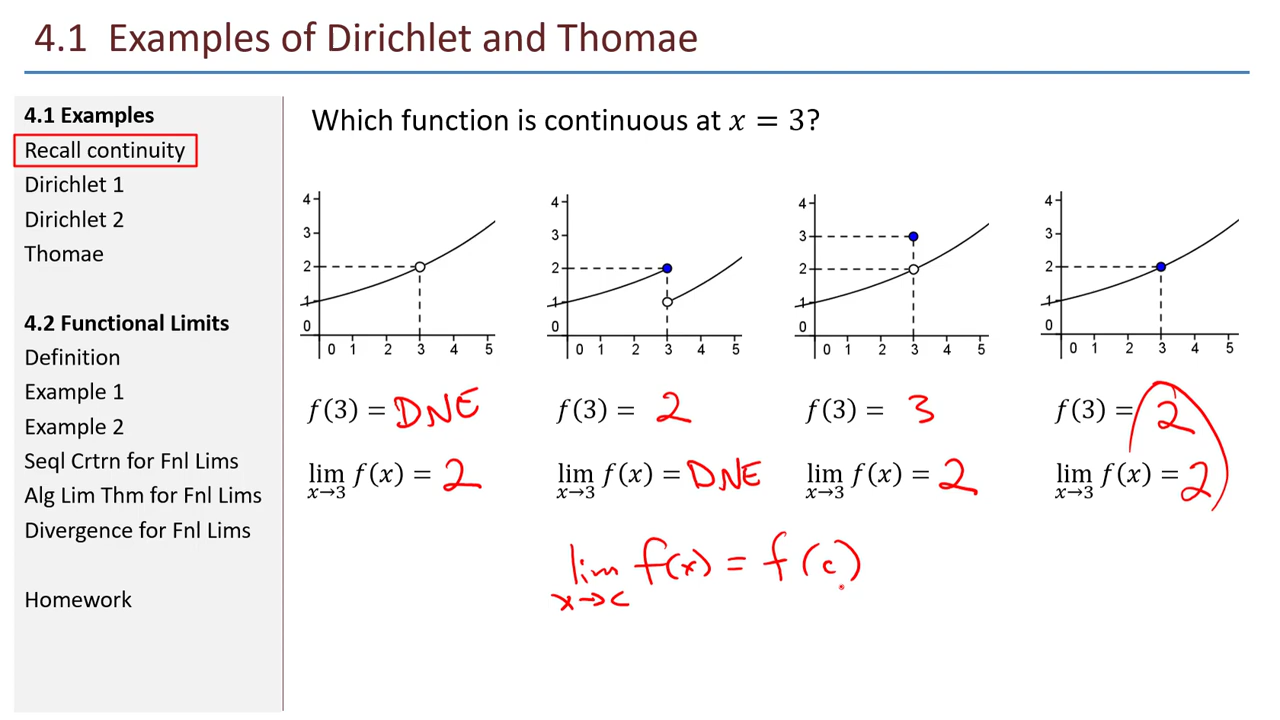 4.1 Examples of Dirichlet and Thomae
4.1 Examples
Recall continuity
Dirichlet 1
Dirichlet 2
Thomae
4.2 Functional Limits
Definition
Example 1
Example 2
Seql Crtrn for Fnl Lims
Alg Lim Thm for Fnl Lims
Divergence for Fnl Lims
Homework
Which function is continuous at x = 3?
4
3
2
1
0
0 1 2 3 4 5
4
3
2
1
0
0 1 2 3 4 5
4
3
2
1
0
0 1 2 3 4 5
4
3
2
1
0
0 1 2 3 4 5
f(3) = DNE
f(3) = 2
f(3) = 3
f(3) = 2
lim f(x) = 2
x→3
lim f(x) = DNE
x→3
lim f(x) = 2
x→3
lim f(x) = 2
x→3
lim f(x) = f(c)
x→c